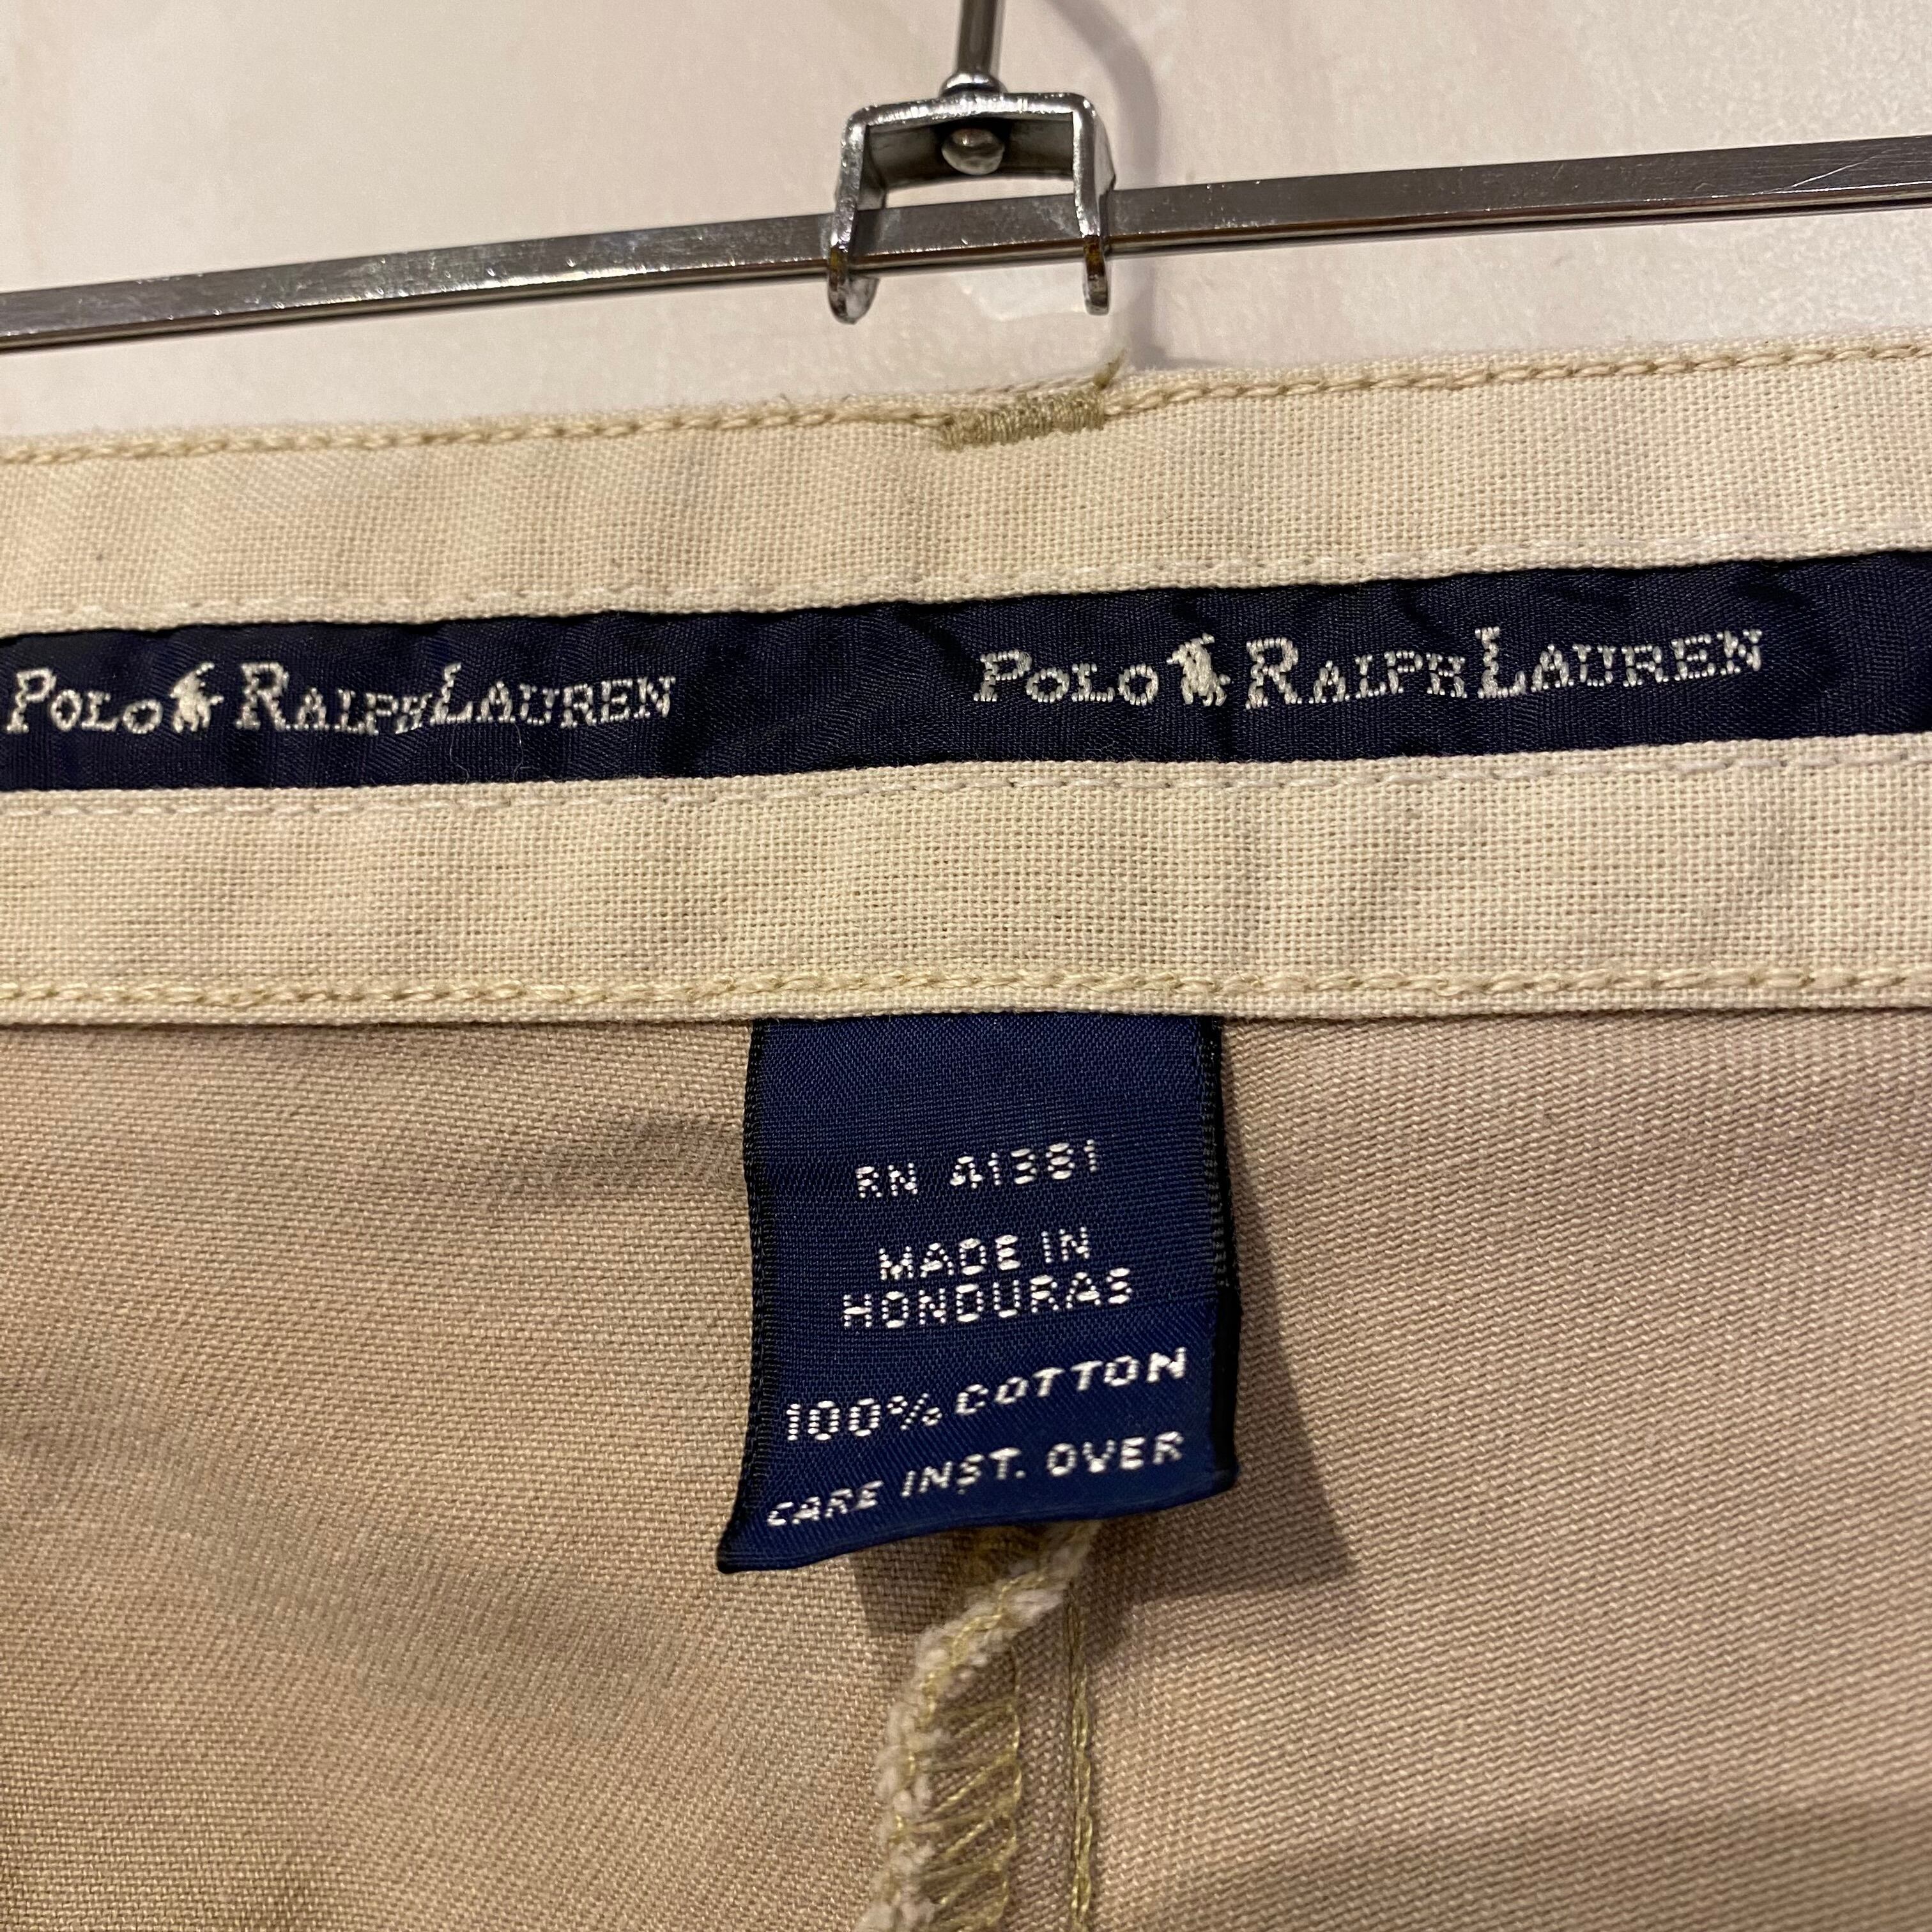 POLO RALPH LAUREN POLO RALPH LAUREN
RN 41381
MADE IN
HONDURAS
100% COTTON
CARE INST. OVER